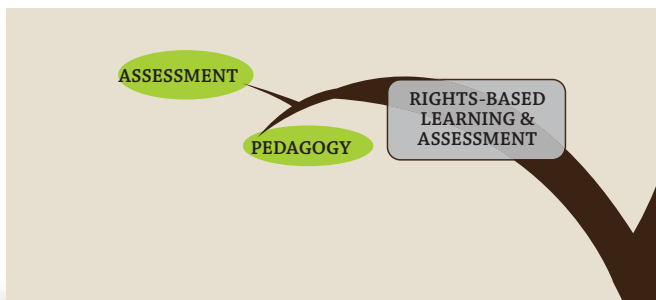 ASSESSMENT
PEDAGOGY
RIGHTS-BASED
LEARNING &
ASSESSMENT